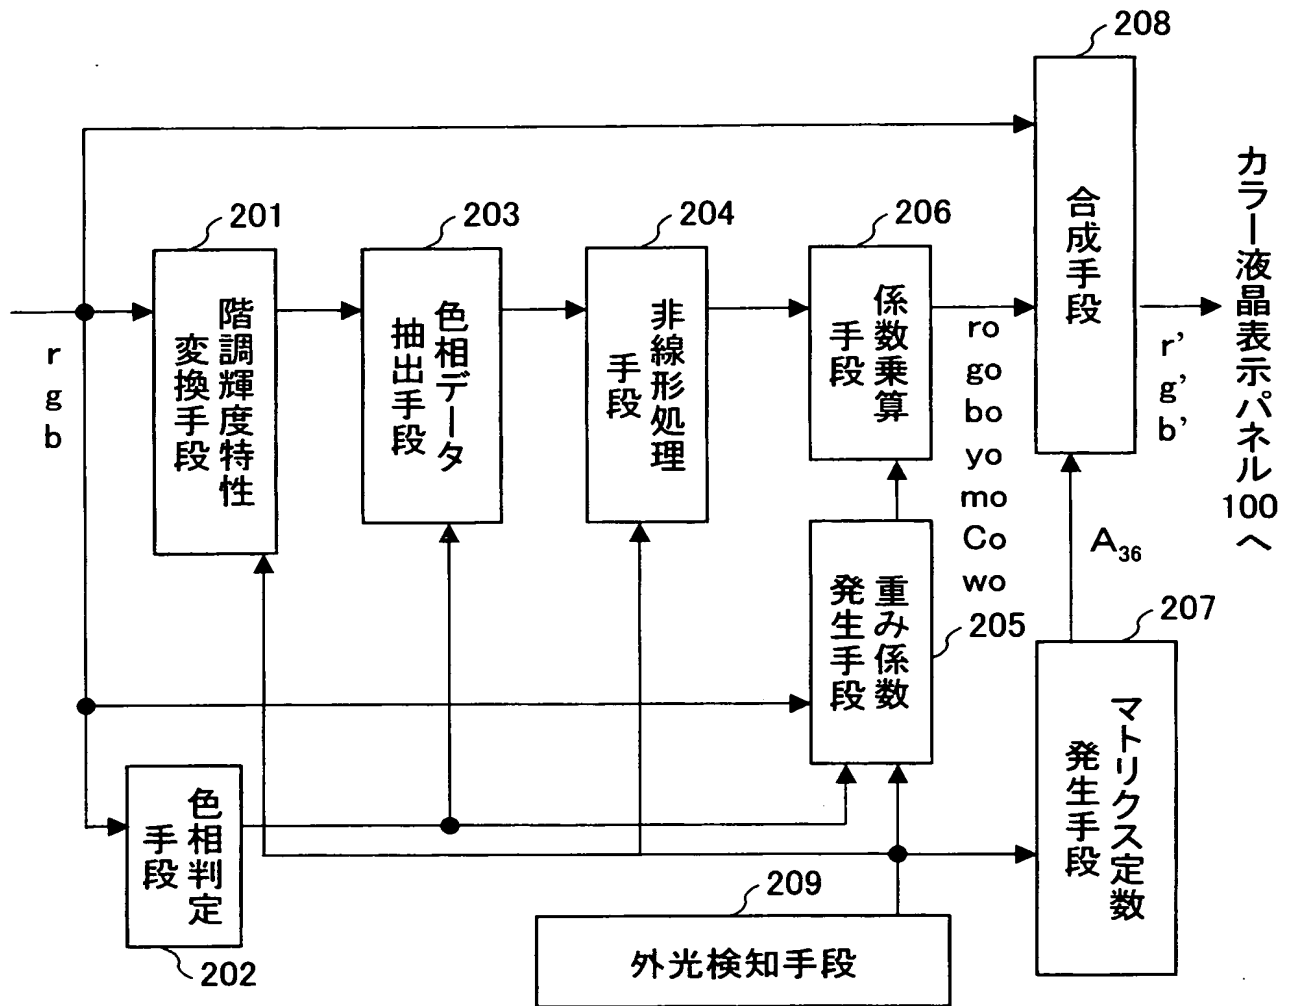 208
合成手段
カラー液晶表示パネル
100
へ
201
階調輝度特性
変換手段
203
色相データ
抽出手段
204
非線形処理
手段
206
係数乗算
手段
r
g
b
ro
go
bo
yo
mo
Co
wo
r'
g'
b'
A36
重み係数
発生手段
205
207
マトリクス定数
発生手段
色相判定
手段
202
209
外光検知手段